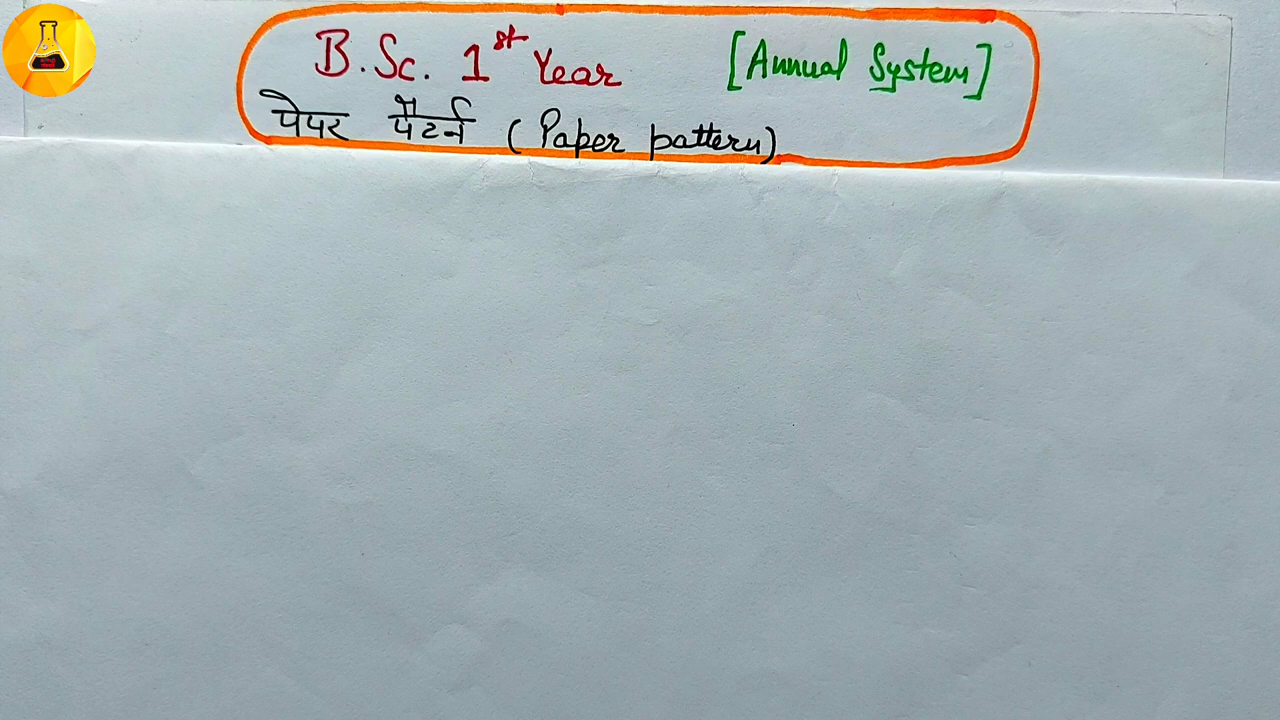 B.Sc. 1st Year [Annual System]
पेपर पैटर्न (Paper pattern)